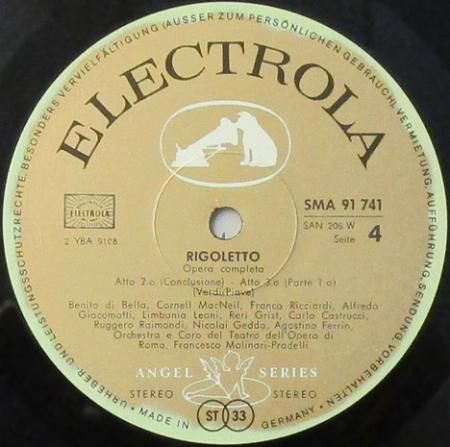 URHEBER UND LEISTUNGSSCHUTZRECHTE, BESONDERS VERVIELFÄLTIGUNG (AUSSER ZUM PERSÖNLICHEN GEBRAUCH), VERMIETUNG, AUFFÜHRUNG, SENDUNG, VORBEHALTEN
ELECTROLA
ELECTROLA
SMA 91 741
SAN 206 W
Seite 4
2 YBA 9108
RIGOLETTO
Opera completa
Atto 2.o (Conclusione) - Atto 3.o (Parte 1 o)
(Verdi/Piave)
Benito di Bella, Cornell MacNeil, Franco Ricciardi, Alfredo
Giacomotti, Limbania Leoni, Reri Grist, Carlo Castrucci,
Ruggero Raimondi, Nicolai Gedda, Agostino Ferrin,
Orchestra e Coro del Teatro dell'Opera di
Roma, Francesco Molinari-Pradelli
ANGEL SERIES
STEREO STEREO
ST 33
• MADE IN GERMANY •